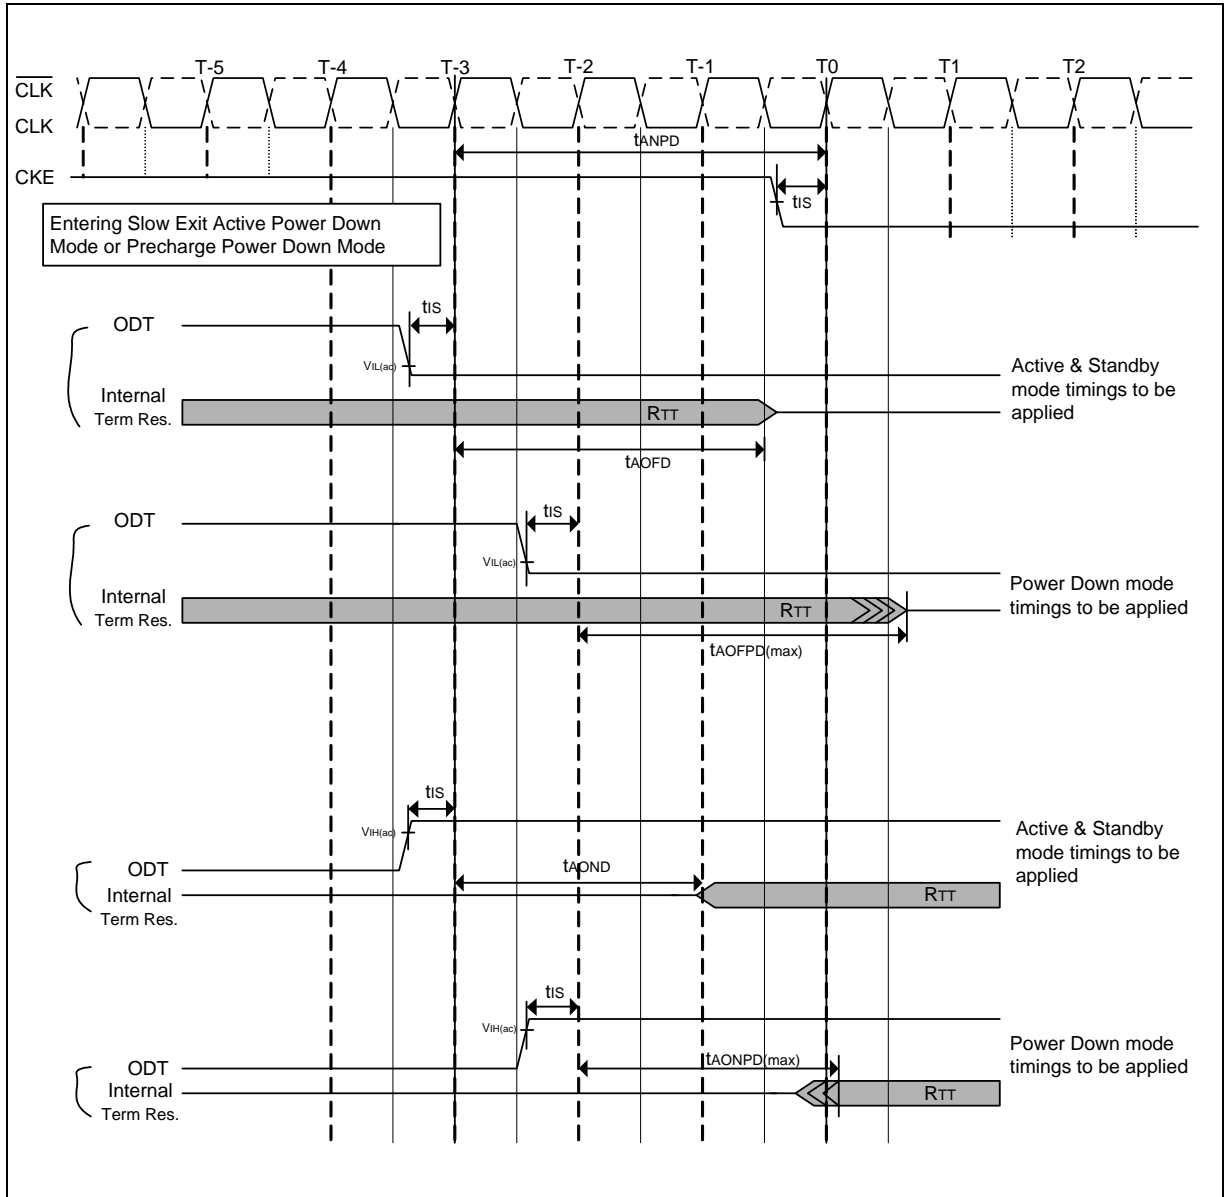 T-5 T-4 T-3 T-2 T-1 T0 T1 T2
CLK
CLK
tANPD
CKE
tIS
Entering Slow Exit Active Power Down
Mode or Precharge Power Down Mode
tIS
ODT
VIL(ac)
Active & Standby
mode timings to be
applied
Internal
Term Res.
RTT
tAOFD
ODT
tIS
VIL(ac)
Power Down mode
timings to be applied
Internal
Term Res.
RTT
tAOFPD(max)
tIS
VIH(ac)
Active & Standby
mode timings to be
applied
ODT
tAOND
Internal
Term Res.
RTT
tIS
VIH(ac)
Power Down mode
timings to be applied
ODT
tAONPD(max)
Internal
Term Res.
RTT